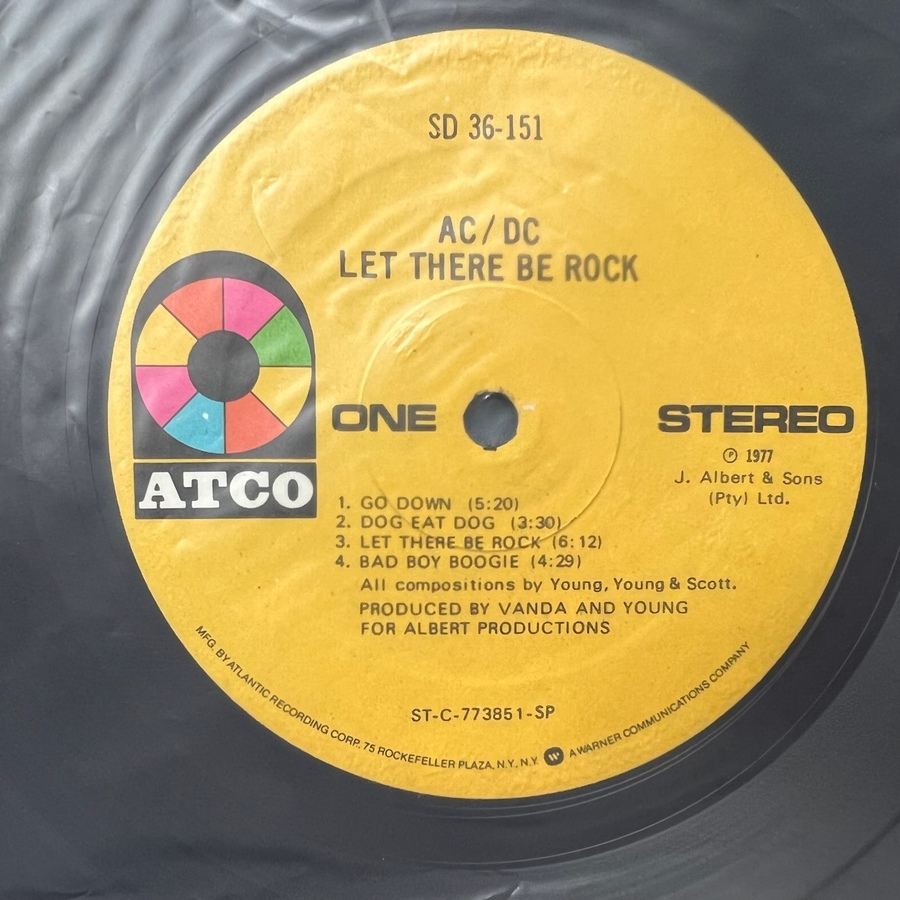 SD 36-151
AC/DC
LET THERE BE ROCK
ATCO
ONE
STEREO
℗ 1977
J. Albert & Sons
(Pty) Ltd.
1. GO DOWN (5:20)
2. DOG EAT DOG (3:30)
3. LET THERE BE ROCK (6:12)
4. BAD BOY BOOGIE (4:29)
All compositions by Young, Young & Scott.
PRODUCED BY VANDA AND YOUNG
FOR ALBERT PRODUCTIONS
ST-C-773851-SP
MFG. BY ATLANTIC RECORDING CORP. 75 ROCKEFELLER PLAZA, N.Y. N.Y. W A WARNER COMMUNICATIONS COMPANY